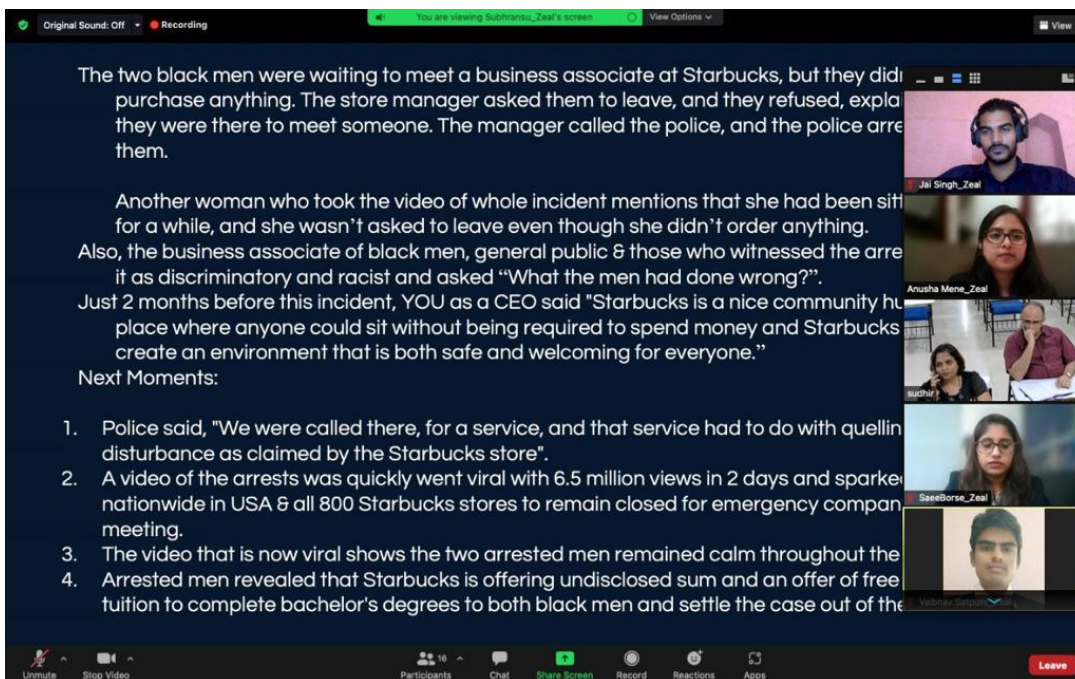 Original Sound: Off
Recording
You are viewing Subhransu_Zeal's screen
View Options
View
The two black men were waiting to meet a business associate at Starbucks, but they didn
purchase anything. The store manager asked them to leave, and they refused, expla
they were there to meet someone. The manager called the police, and the police arre
them.
Another woman who took the video of whole incident mentions that she had been sitt
for a while, and she wasn’t asked to leave even though she didn’t order anything.
Also, the business associate of black men, general public & those who witnessed the arre
it as discriminatory and racist and asked “What the men had done wrong?”.
Just 2 months before this incident, YOU as a CEO said "Starbucks is a nice community hu
place where anyone could sit without being required to spend money and Starbucks
create an environment that is both safe and welcoming for everyone.”
Next Moments:
1. Police said, "We were called there, for a service, and that service had to do with quellin
disturbance as claimed by the Starbucks store".
2. A video of the arrests was quickly went viral with 6.5 million views in 2 days and sparke
nationwide in USA & all 800 Starbucks stores to remain closed for emergency compan
meeting.
3. The video that is now viral shows the two arrested men remained calm throughout the
4. Arrested men revealed that Starbucks is offering undisclosed sum and an offer of free
tuition to complete bachelor's degrees to both black men and settle the case out of the
Jai Singh_Zeal
Anusha Mene_Zeal
sudhir
SaeeBorse_Zeal
Vaibhav
Unmute
Stop Video
16
Participants
Chat
Share Screen
Record
Reactions
Apps
Leave